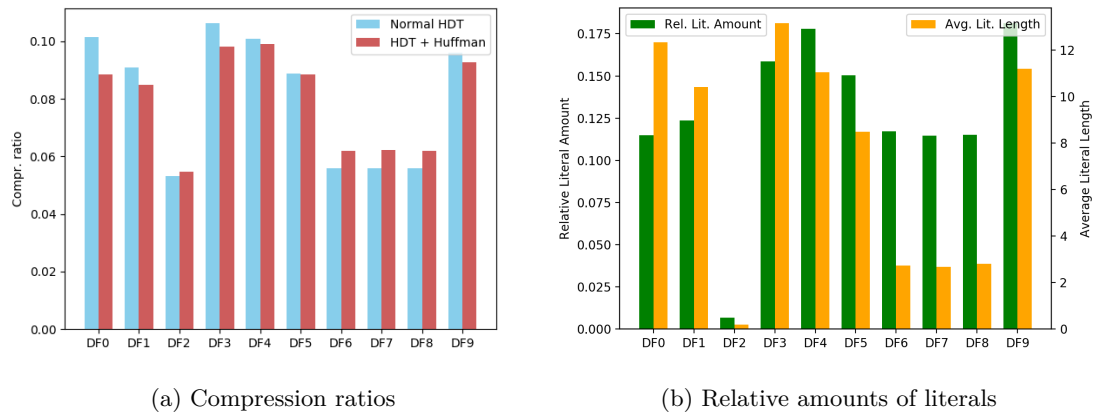 Normal HDT
HDT + Huffman
Compr. ratio
0.10
0.08
0.06
0.04
0.02
0.00
DF0 DF1 DF2 DF3 DF4 DF5 DF6 DF7 DF8 DF9
(a) Compression ratios
Rel. Lit. Amount
Avg. Lit. Length
Relative Literal Amount
0.175
0.150
0.125
0.100
0.075
0.050
0.025
0.000
12
10
8
6
4
2
0
Average Literal Length
DF0 DF1 DF2 DF3 DF4 DF5 DF6 DF7 DF8 DF9
(b) Relative amounts of literals